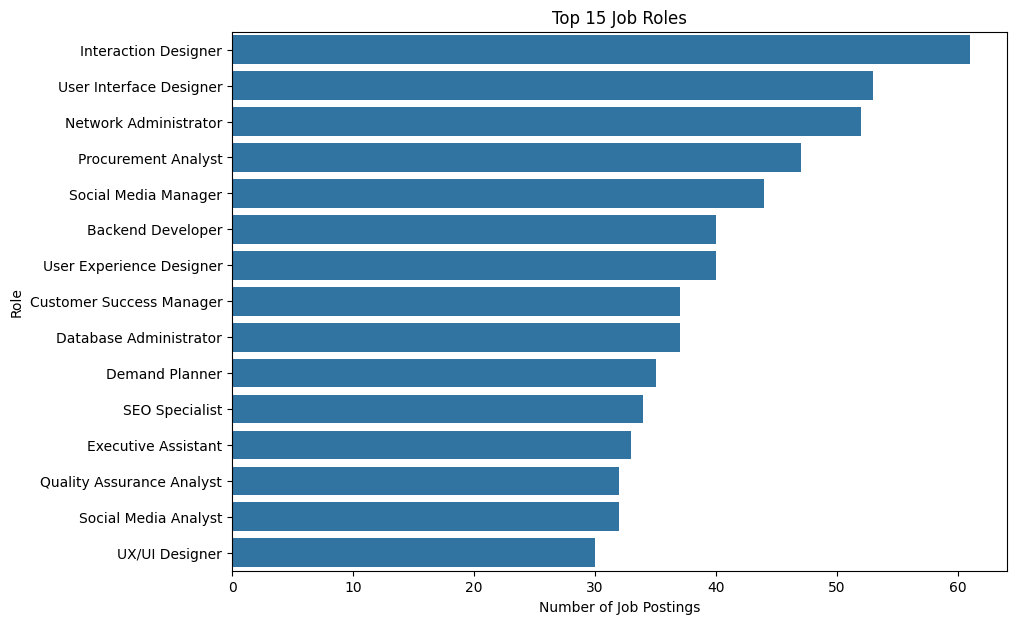 Top 15 Job Roles
Interaction Designer
User Interface Designer
Network Administrator
Procurement Analyst
Social Media Manager
Backend Developer
User Experience Designer
Customer Success Manager
Database Administrator
Demand Planner
SEO Specialist
Executive Assistant
Quality Assurance Analyst
Social Media Analyst
UX/UI Designer
Role
0 10 20 30 40 50 60
Number of Job Postings